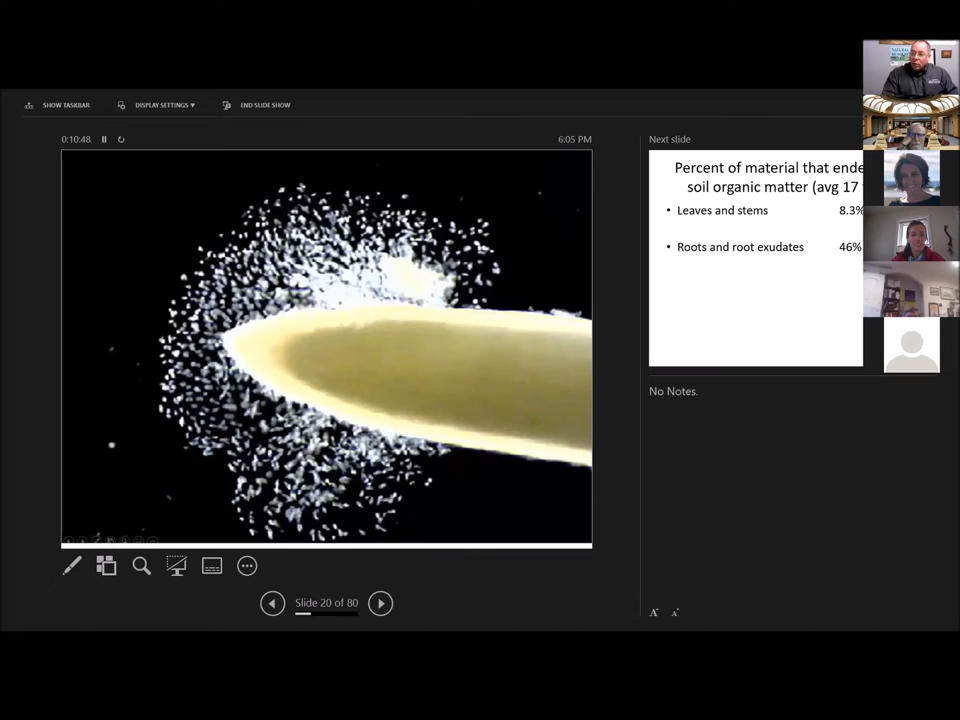 SHOW TASKBAR
DISPLAY SETTINGS ▼
END SLIDE SHOW
0:10:48
6:05 PM
Next slide
Percent of material that ende
soil organic matter (avg 17
• Leaves and stems 8.3%
• Roots and root exudates 46%
No Notes.
Slide 20 of 80
A
A
NATURAL